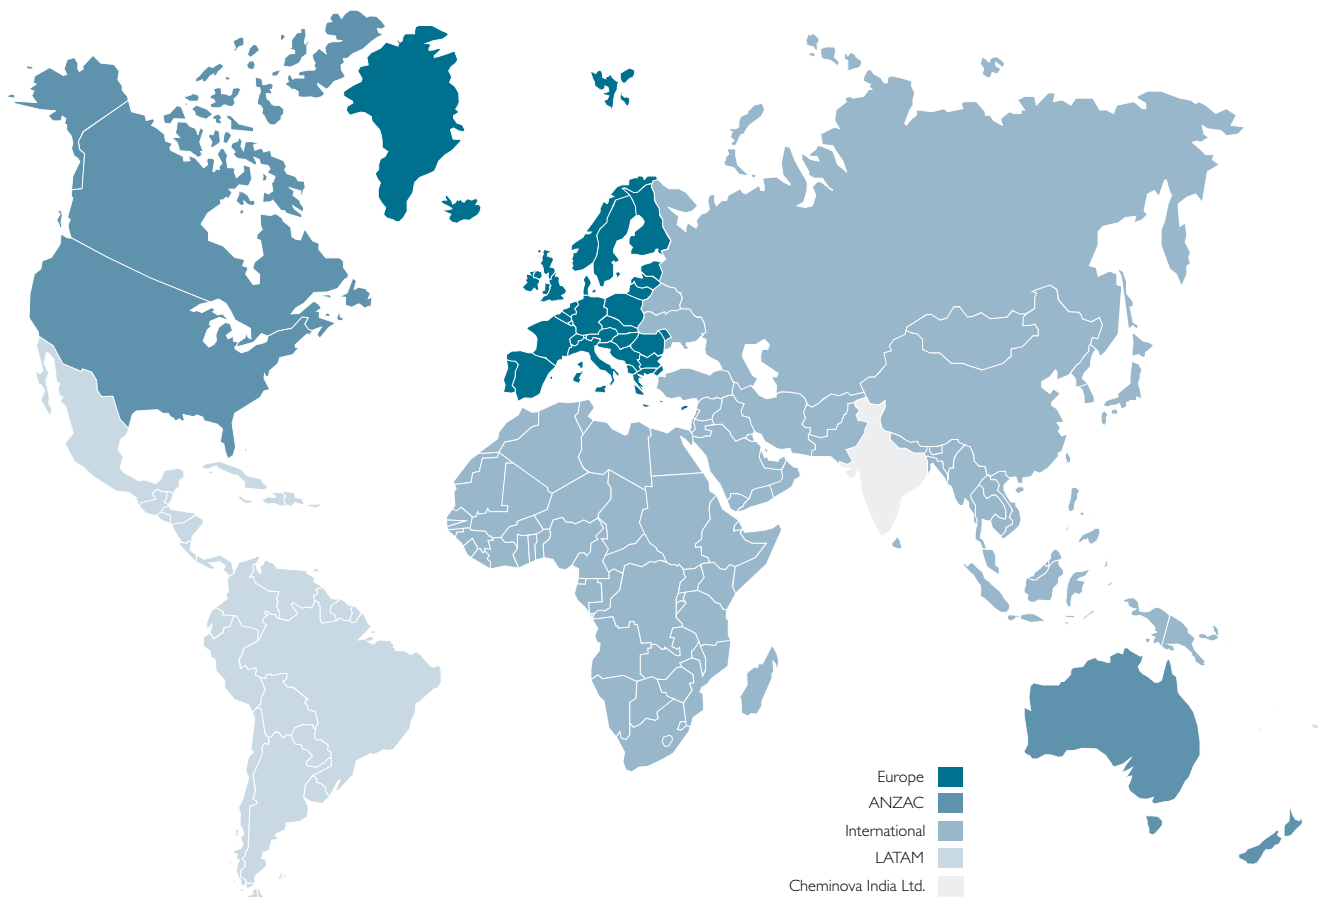 Europe
ANZAC
International
LATAM
Cheminova India Ltd.